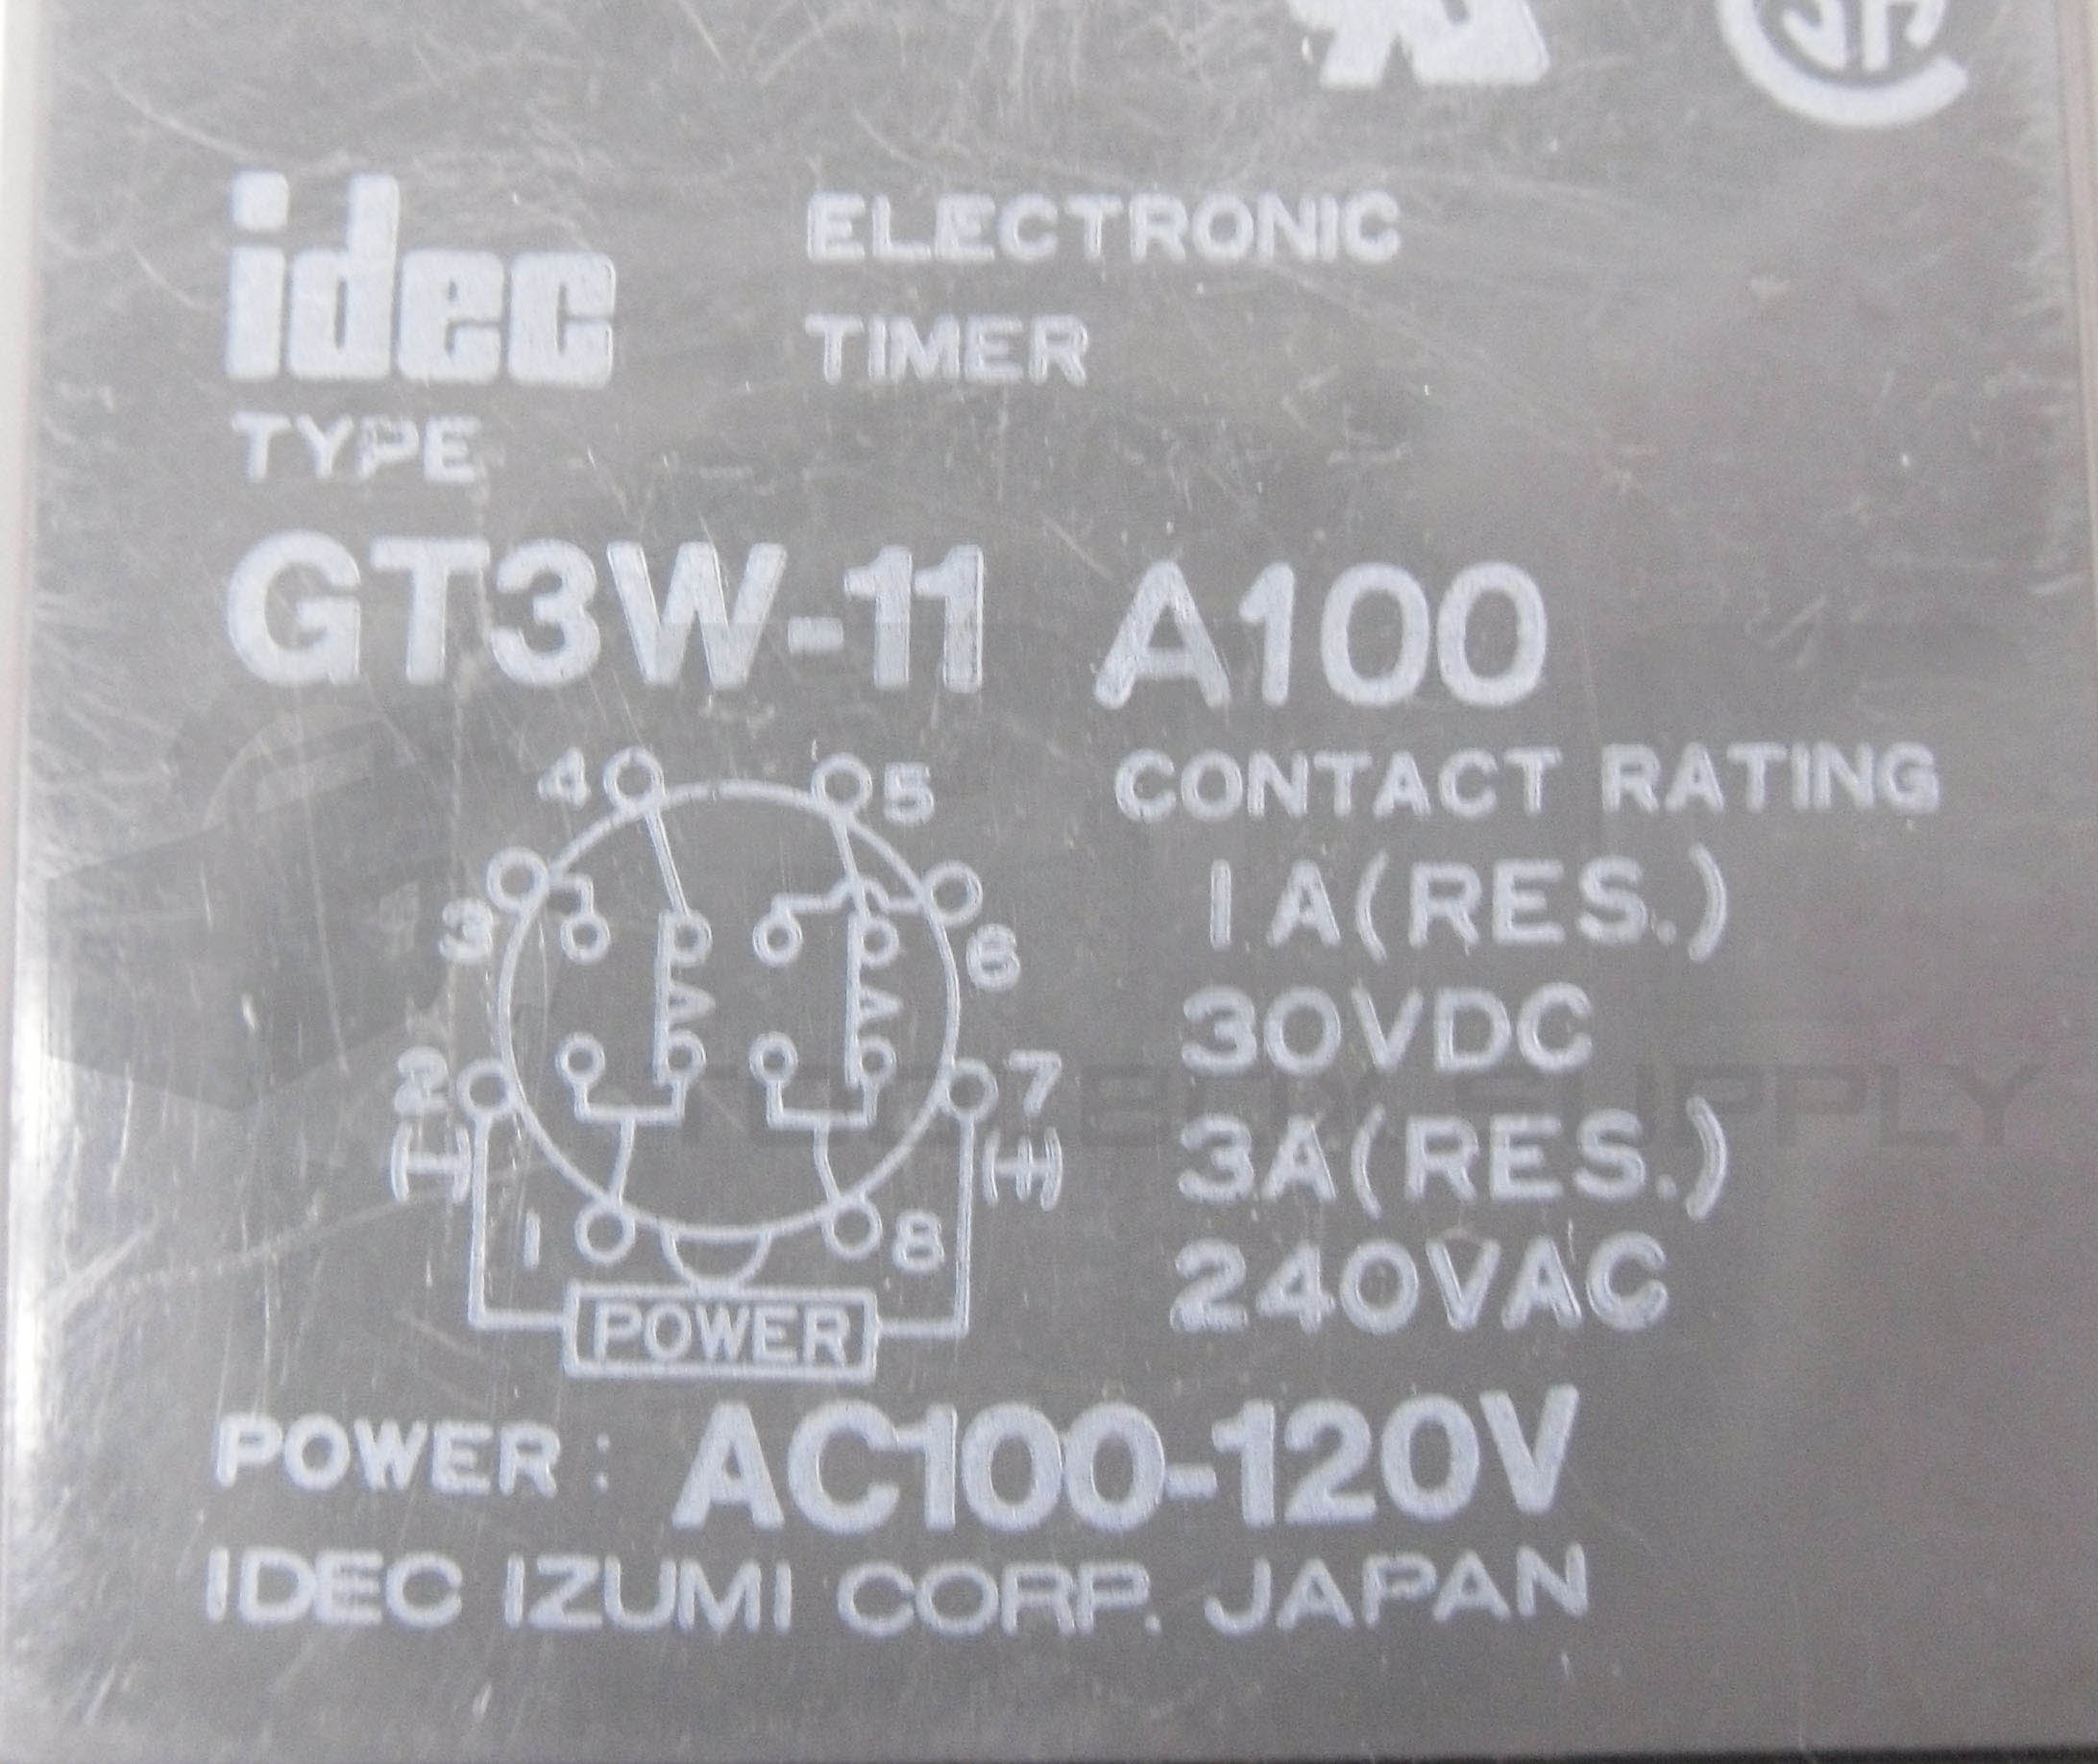 idec ELECTRONIC
TIMER
TYPE
GT3W-11 A100
CONTACT RATING
1A(RES.)
30VDC
3A(RES.)
240VAC
4 5
3 6
2 7
(-) (+)
1 8
POWER
POWER: AC100-120V
IDEC IZUMI CORP. JAPAN